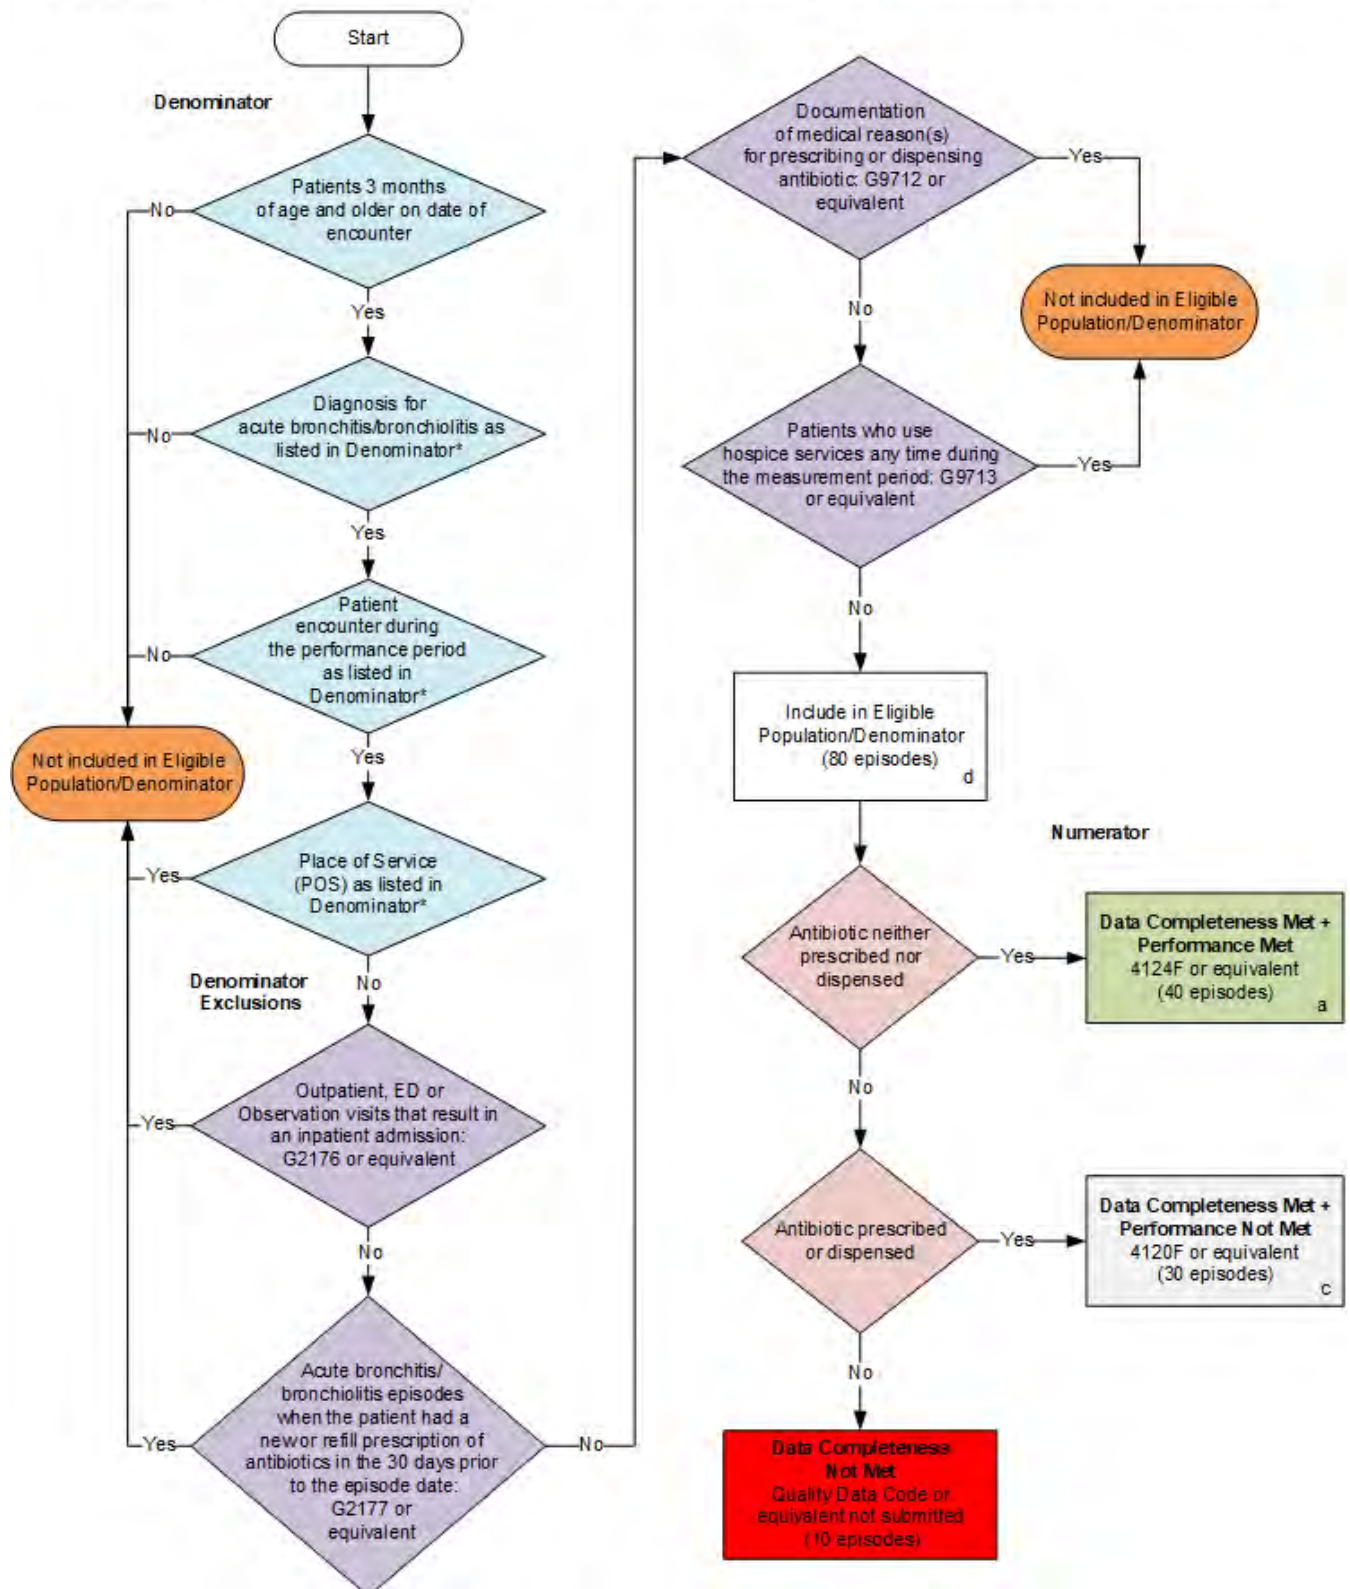 Start
Denominator
Patients 3 months
of age and older on date of
encounter
No
Yes
Diagnosis for
acute bronchitis/bronchiolitis as
listed in Denominator*
No
Yes
Patient
encounter during
the performance period
as listed in
Denominator*
No
Yes
Not included in Eligible
Population/Denominator
Place of Service
(POS) as listed in
Denominator*
Yes
No
Denominator
Exclusions
Outpatient, ED or
Observation visits that result in
an inpatient admission:
G2176 or equivalent
Yes
No
Acute bronchitis/
bronchiolitis episodes
when the patient had a
new or refill prescription of
antibiotics in the 30 days prior
to the episode date:
G2177 or
equivalent
Yes
No
Documentation
of medical reason(s)
for prescribing or dispensing
antibiotic: G9712 or
equivalent
Yes
No
Not included in Eligible
Population/Denominator
Patients who use
hospice services any time during
the measurement period: G9713
or equivalent
Yes
No
Include in Eligible
Population/Denominator
(80 episodes)
d
Numerator
Antibiotic neither
prescribed nor
dispensed
Yes
Data Completeness Met +
Performance Met
4124F or equivalent
(40 episodes)
a
No
Antibiotic prescribed
or dispensed
Yes
Data Completeness Met +
Performance Not Met
4120F or equivalent
(30 episodes)
c
No
Data Completeness
Not Met
Quality Data Code or
equivalent not submitted
(10 episodes)